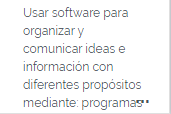 Usar software para
organizar y
comunicar ideas e
información con
diferentes propósitos
mediante: programas